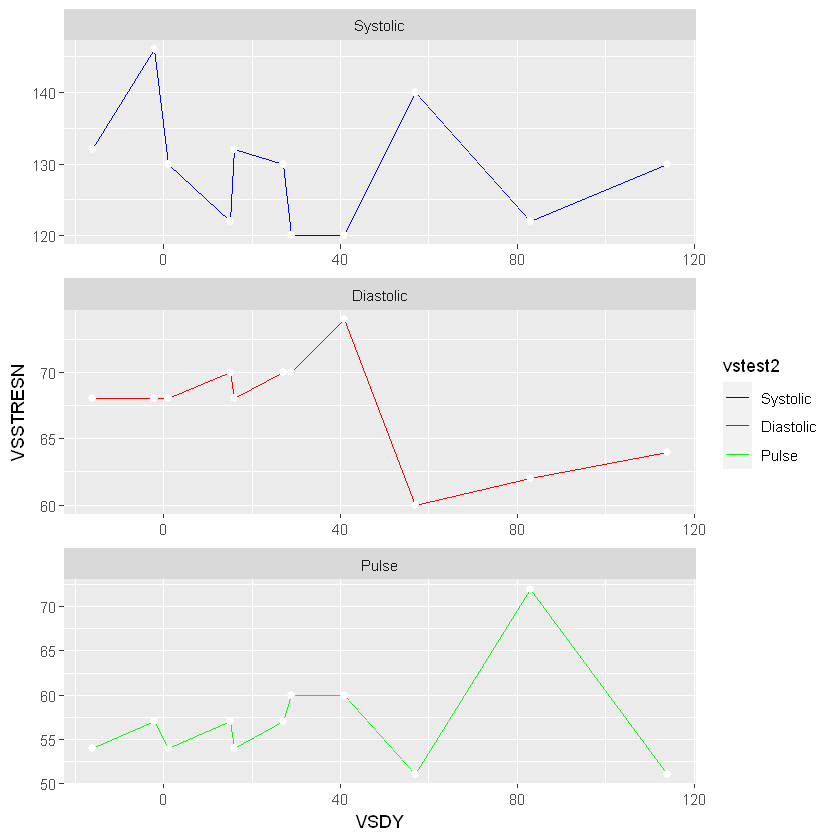 Systolic
140
130
120
0 40 80 120
Diastolic
70
65
60
0 40 80 120
VSSTRESN
vstest2
Systolic
Diastolic
Pulse
Pulse
70
65
60
55
50
0 40 80 120
VSDY